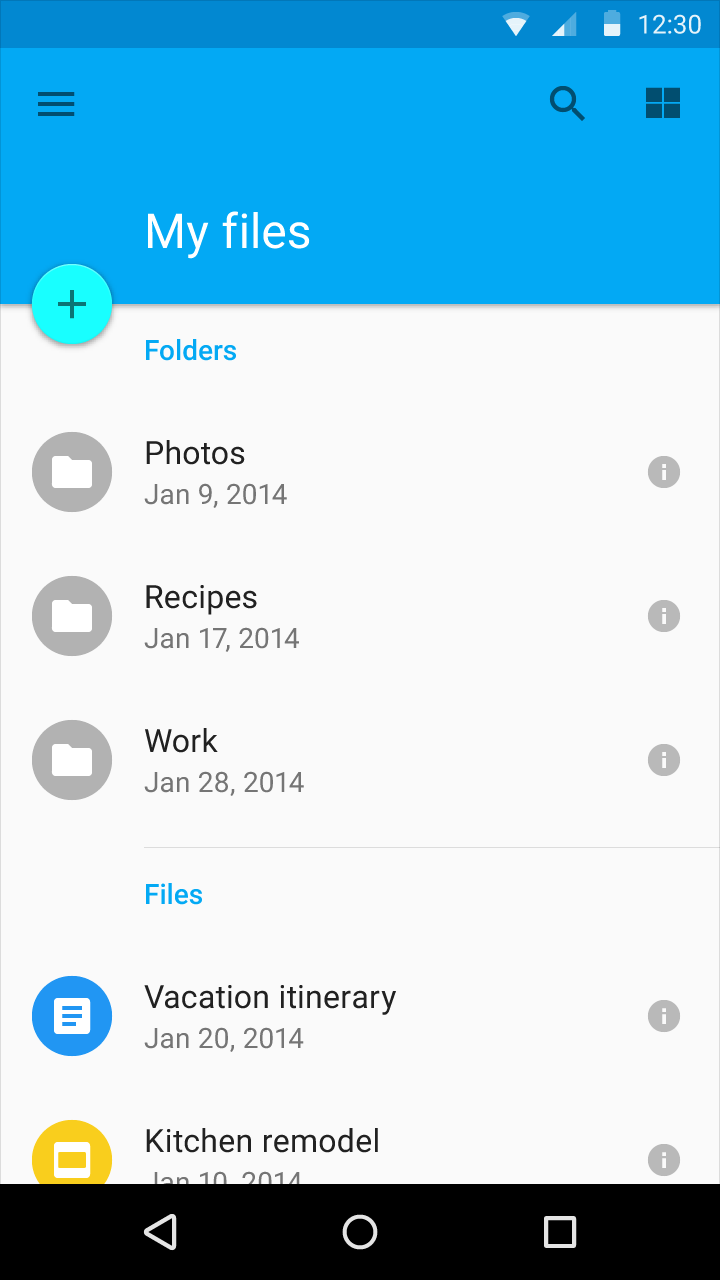 12:30
My files
Folders
Photos
Jan 9, 2014
Recipes
Jan 17, 2014
Work
Jan 28, 2014
Files
Vacation itinerary
Jan 20, 2014
Kitchen remodel
Jan 10, 2014